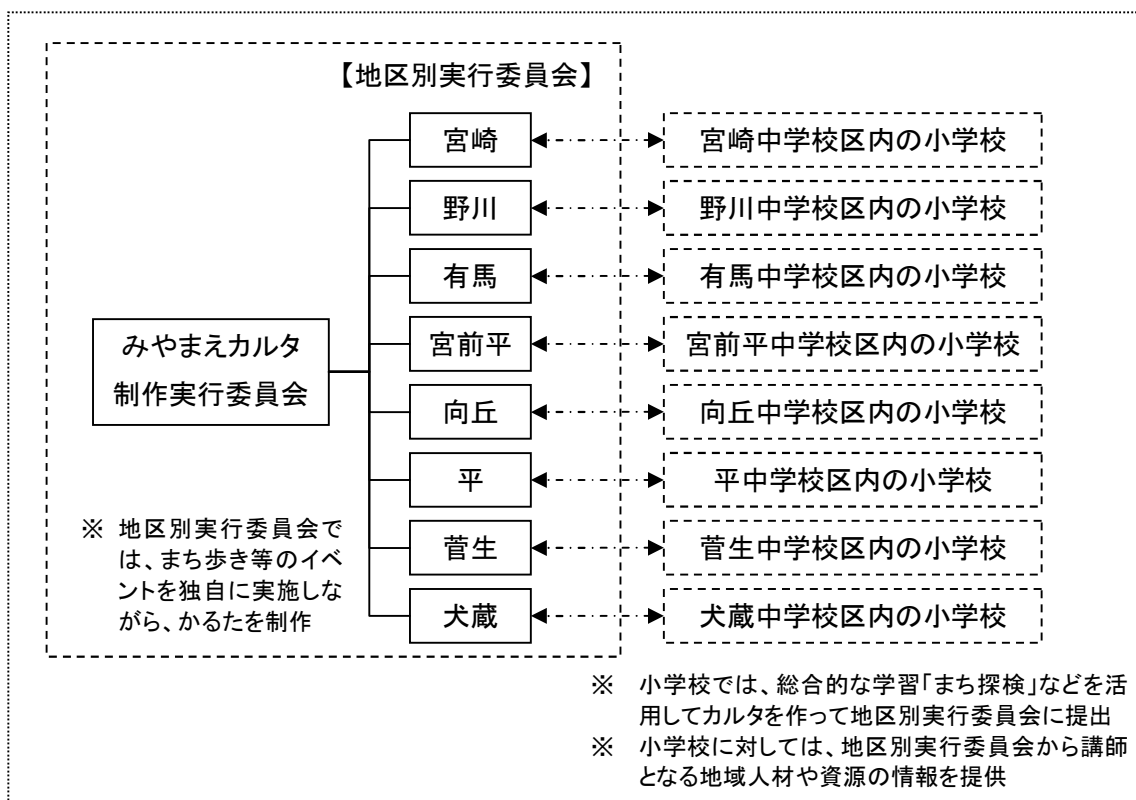 【地区別実行委員会】
宮崎
宮崎中学校区内の小学校
野川
野川中学校区内の小学校
有馬
有馬中学校区内の小学校
みやまえカルタ
制作実行委員会
宮前平
宮前平中学校区内の小学校
向丘
向丘中学校区内の小学校
平
平中学校区内の小学校
菅生
菅生中学校区内の小学校
犬蔵
犬蔵中学校区内の小学校
※ 地区別実行委員会で
は、まち歩き等のイベ
ントを独自に実施しな
がら、かるたを制作
※ 小学校では、総合的な学習「まち探検」などを活
用してカルタを作って地区別実行委員会に提出
※ 小学校に対しては、地区別実行委員会から講師
となる地域人材や資源の情報を提供